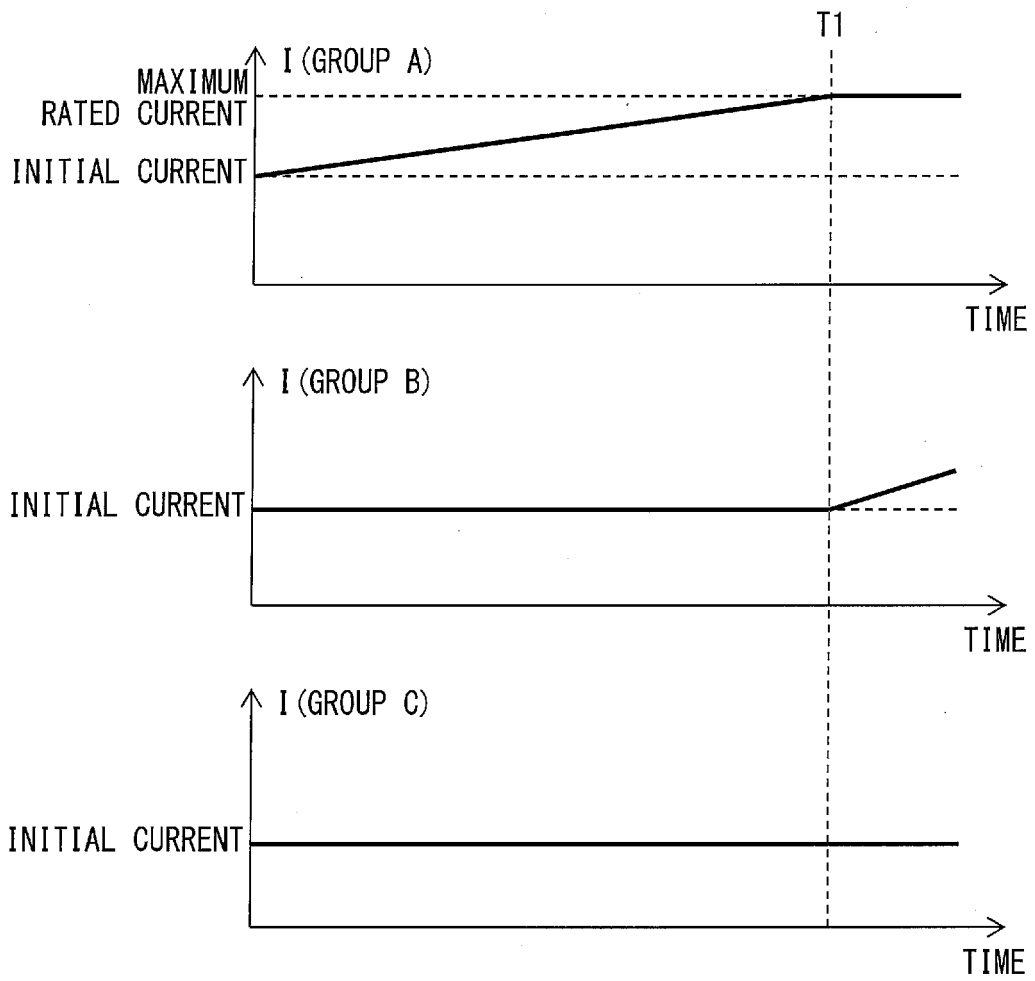 T1
I (GROUP A)
MAXIMUM
RATED CURRENT
INITIAL CURRENT
TIME
I (GROUP B)
INITIAL CURRENT
TIME
I (GROUP C)
INITIAL CURRENT
TIME